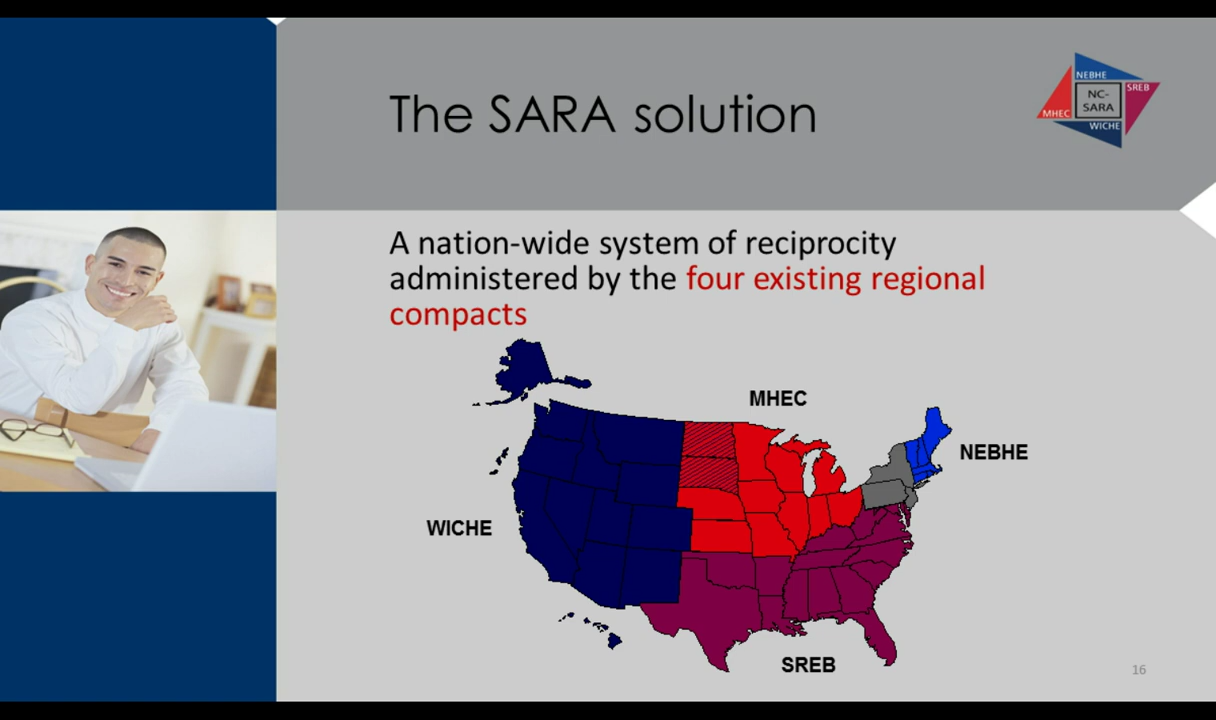 The SARA solution
NEBHE
SREB
NC-
SARA
MHEC
WICHE
A nation-wide system of reciprocity
administered by the four existing regional
compacts
MHEC
NEBHE
WICHE
SREB
16